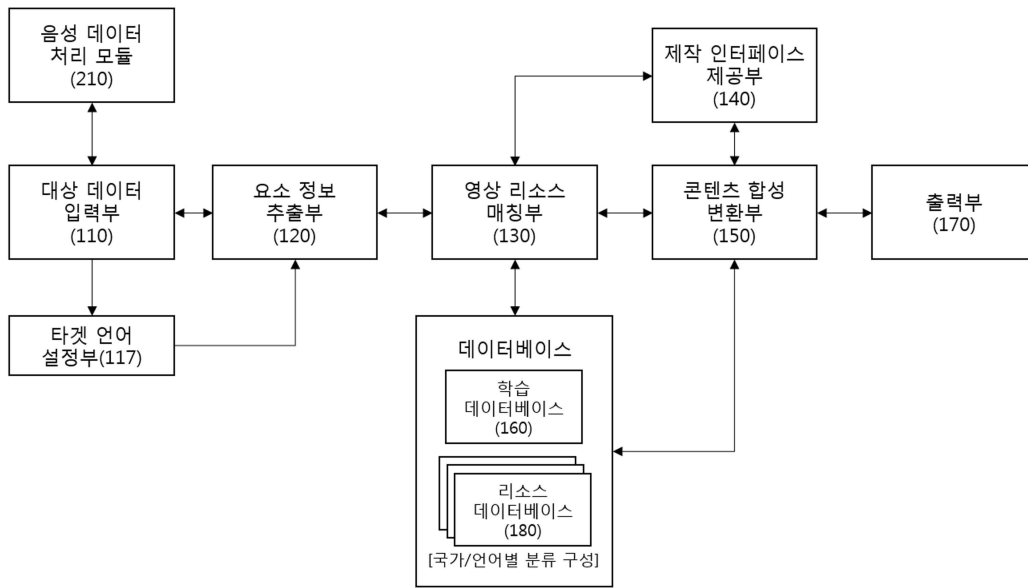 음성 데이터
처리 모듈
(210)
제작 인터페이스
제공부
(140)
대상 데이터
입력부
(110)
요소 정보
추출부
(120)
영상 리소스
매칭부
(130)
콘텐츠 합성
변환부
(150)
출력부
(170)
타겟 언어
설정부(117)
데이터베이스
학습
데이터베이스
(160)
리소스
데이터베이스
(180)
[국가/언어별 분류 구성]